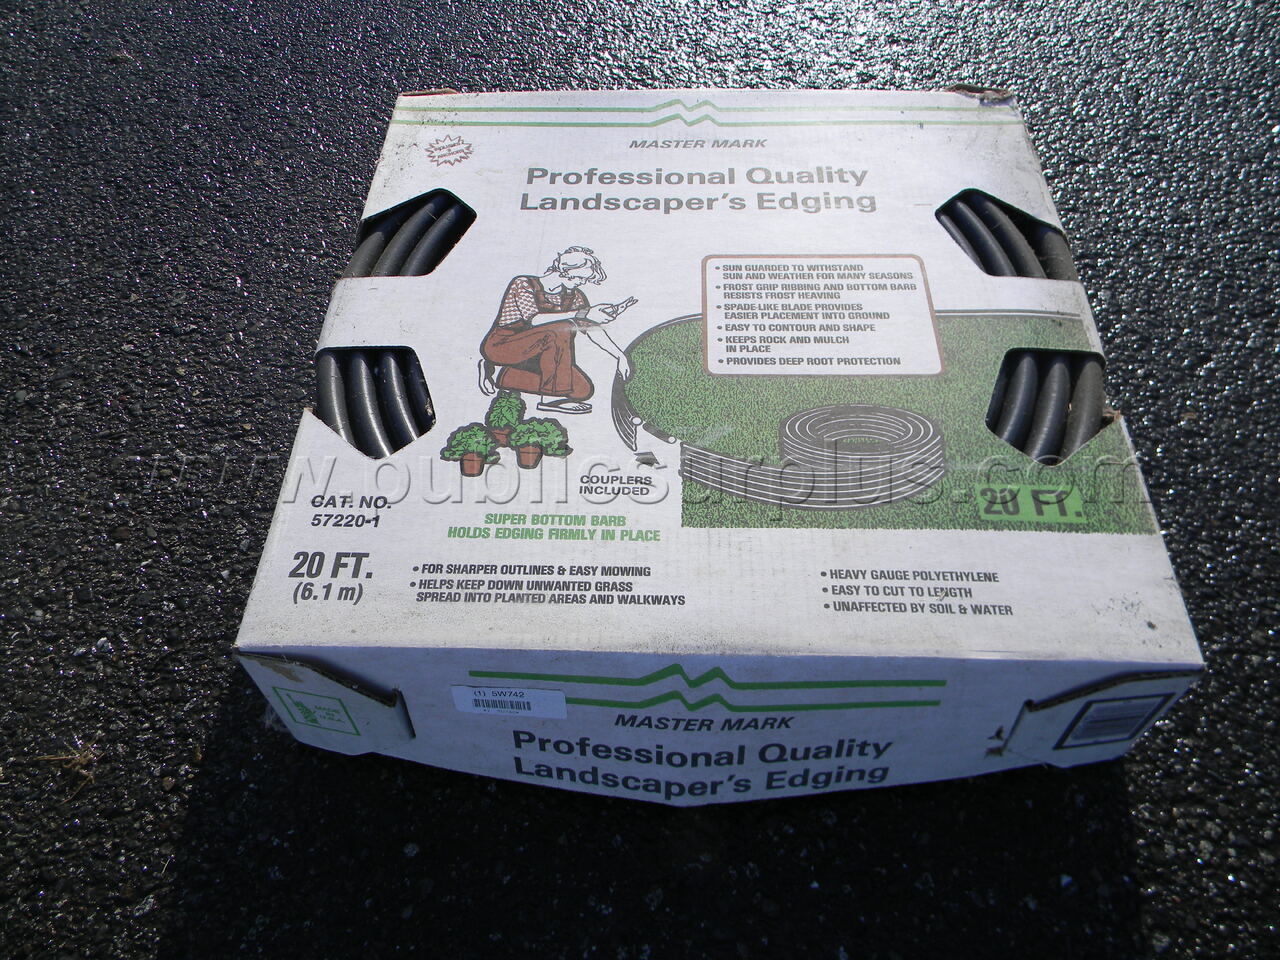 MASTER MARK
Professional Quality
Landscaper's Edging
• SUN GUARDED TO WITHSTAND
SUN AND WEATHER FOR MANY SEASONS
• FROST GRIP RIBBING AND BOTTOM BARB
RESISTS FROST HEAVING
• SPADE-LIKE BLADE PROVIDES
EASIER PLACEMENT INTO GROUND
• EASY TO CONTOUR AND SHAPE
• KEEPS ROCK AND MULCH
IN PLACE
• PROVIDES DEEP ROOT PROTECTION
www.publicsurplus.com
COUPLERS
INCLUDED
20 FT.
CAT. NO.
57220-1
SUPER BOTTOM BARB
HOLDS EDGING FIRMLY IN PLACE
20 FT.
(6.1 m)
• FOR SHARPER OUTLINES & EASY MOWING
• HELPS KEEP DOWN UNWANTED GRASS
SPREAD INTO PLANTED AREAS AND WALKWAYS
• HEAVY GAUGE POLYETHYLENE
• EASY TO CUT TO LENGTH
• UNAFFECTED BY SOIL & WATER
(1) 5W742
MADE
IN
U.S.A.
MASTER MARK
Professional Quality
Landscaper's Edging